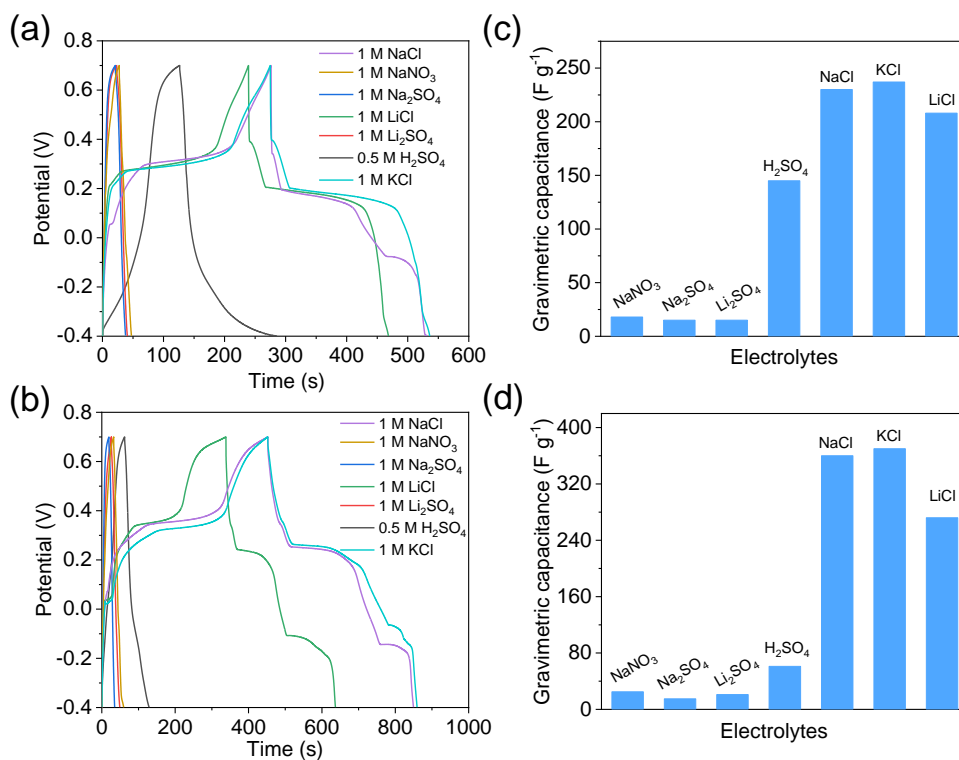 (a)
0.8
0.6
0.4
0.2
0.0
-0.2
-0.4
Potential (V)
1 M NaCl
1 M NaNO₃
1 M Na₂SO₄
1 M LiCl
1 M Li₂SO₄
0.5 M H₂SO₄
1 M KCl
0 100 200 300 400 500 600
Time (s)
(c)
250
200
150
100
50
0
Gravimetric capacitance (F g⁻¹)
NaNO₃
Na₂SO₄
Li₂SO₄
H₂SO₄
NaCl
KCl
LiCl
Electrolytes
(b)
0.8
0.6
0.4
0.2
0.0
-0.2
-0.4
Potential (V)
1 M NaCl
1 M NaNO₃
1 M Na₂SO₄
1 M LiCl
1 M Li₂SO₄
0.5 M H₂SO₄
1 M KCl
0 200 400 600 800 1000
Time (s)
(d)
400
360
320
280
240
200
160
120
80
40
0
Gravimetric capacitance (F g⁻¹)
NaNO₃
Na₂SO₄
Li₂SO₄
H₂SO₄
NaCl
KCl
LiCl
Electrolytes